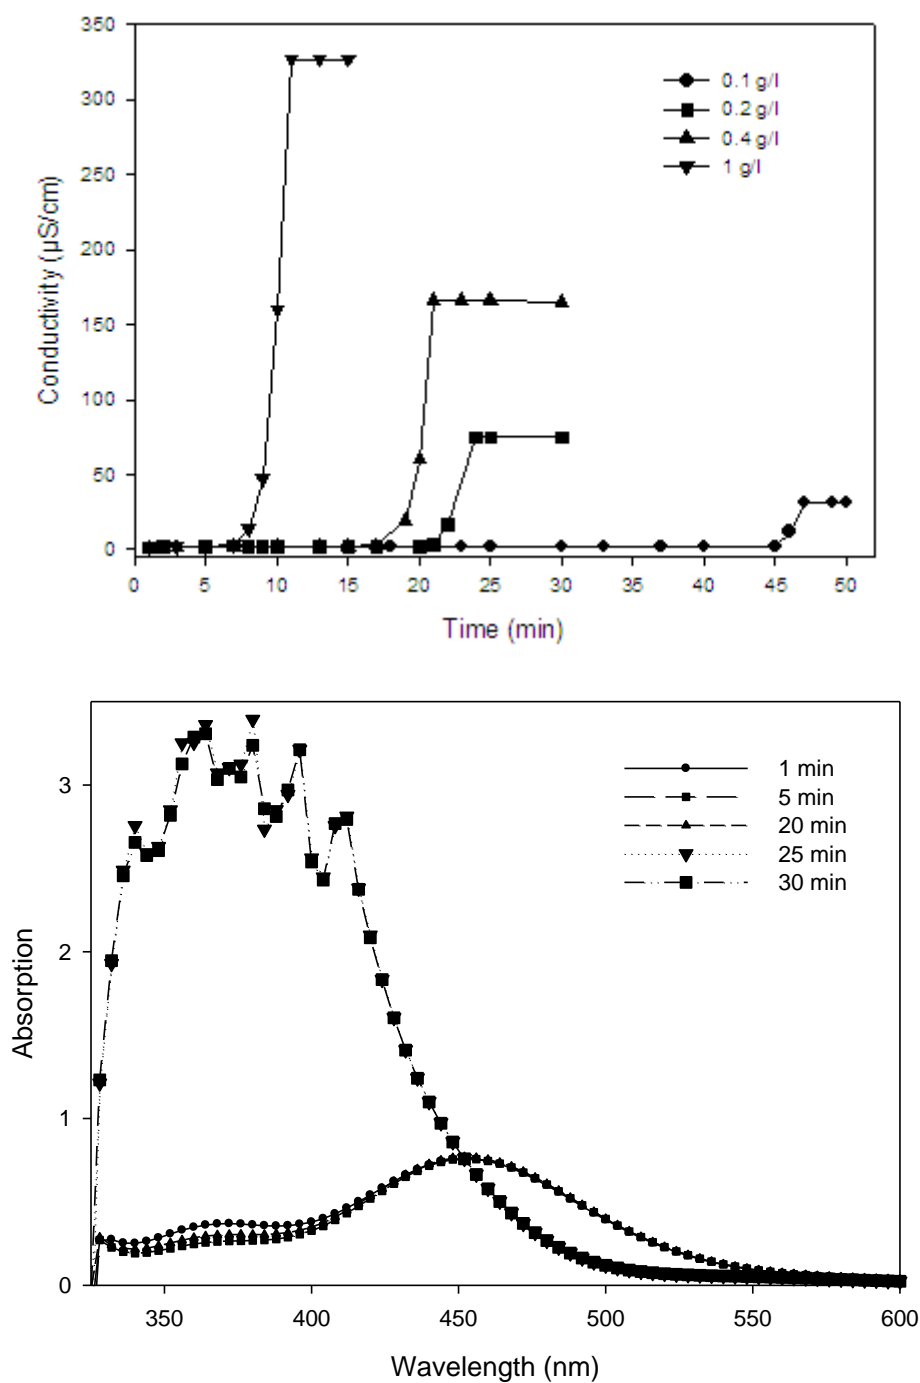 350
300
250
200
150
100
50
0
Conductivity (µS/cm)
0.1 g/l
0.2 g/l
0.4 g/l
1 g/l
0 5 10 15 20 25 30 35 40 45 50
Time (min)
3
2
1
0
Absorption
1 min
5 min
20 min
25 min
30 min
350 400 450 500 550 600
Wavelength (nm)